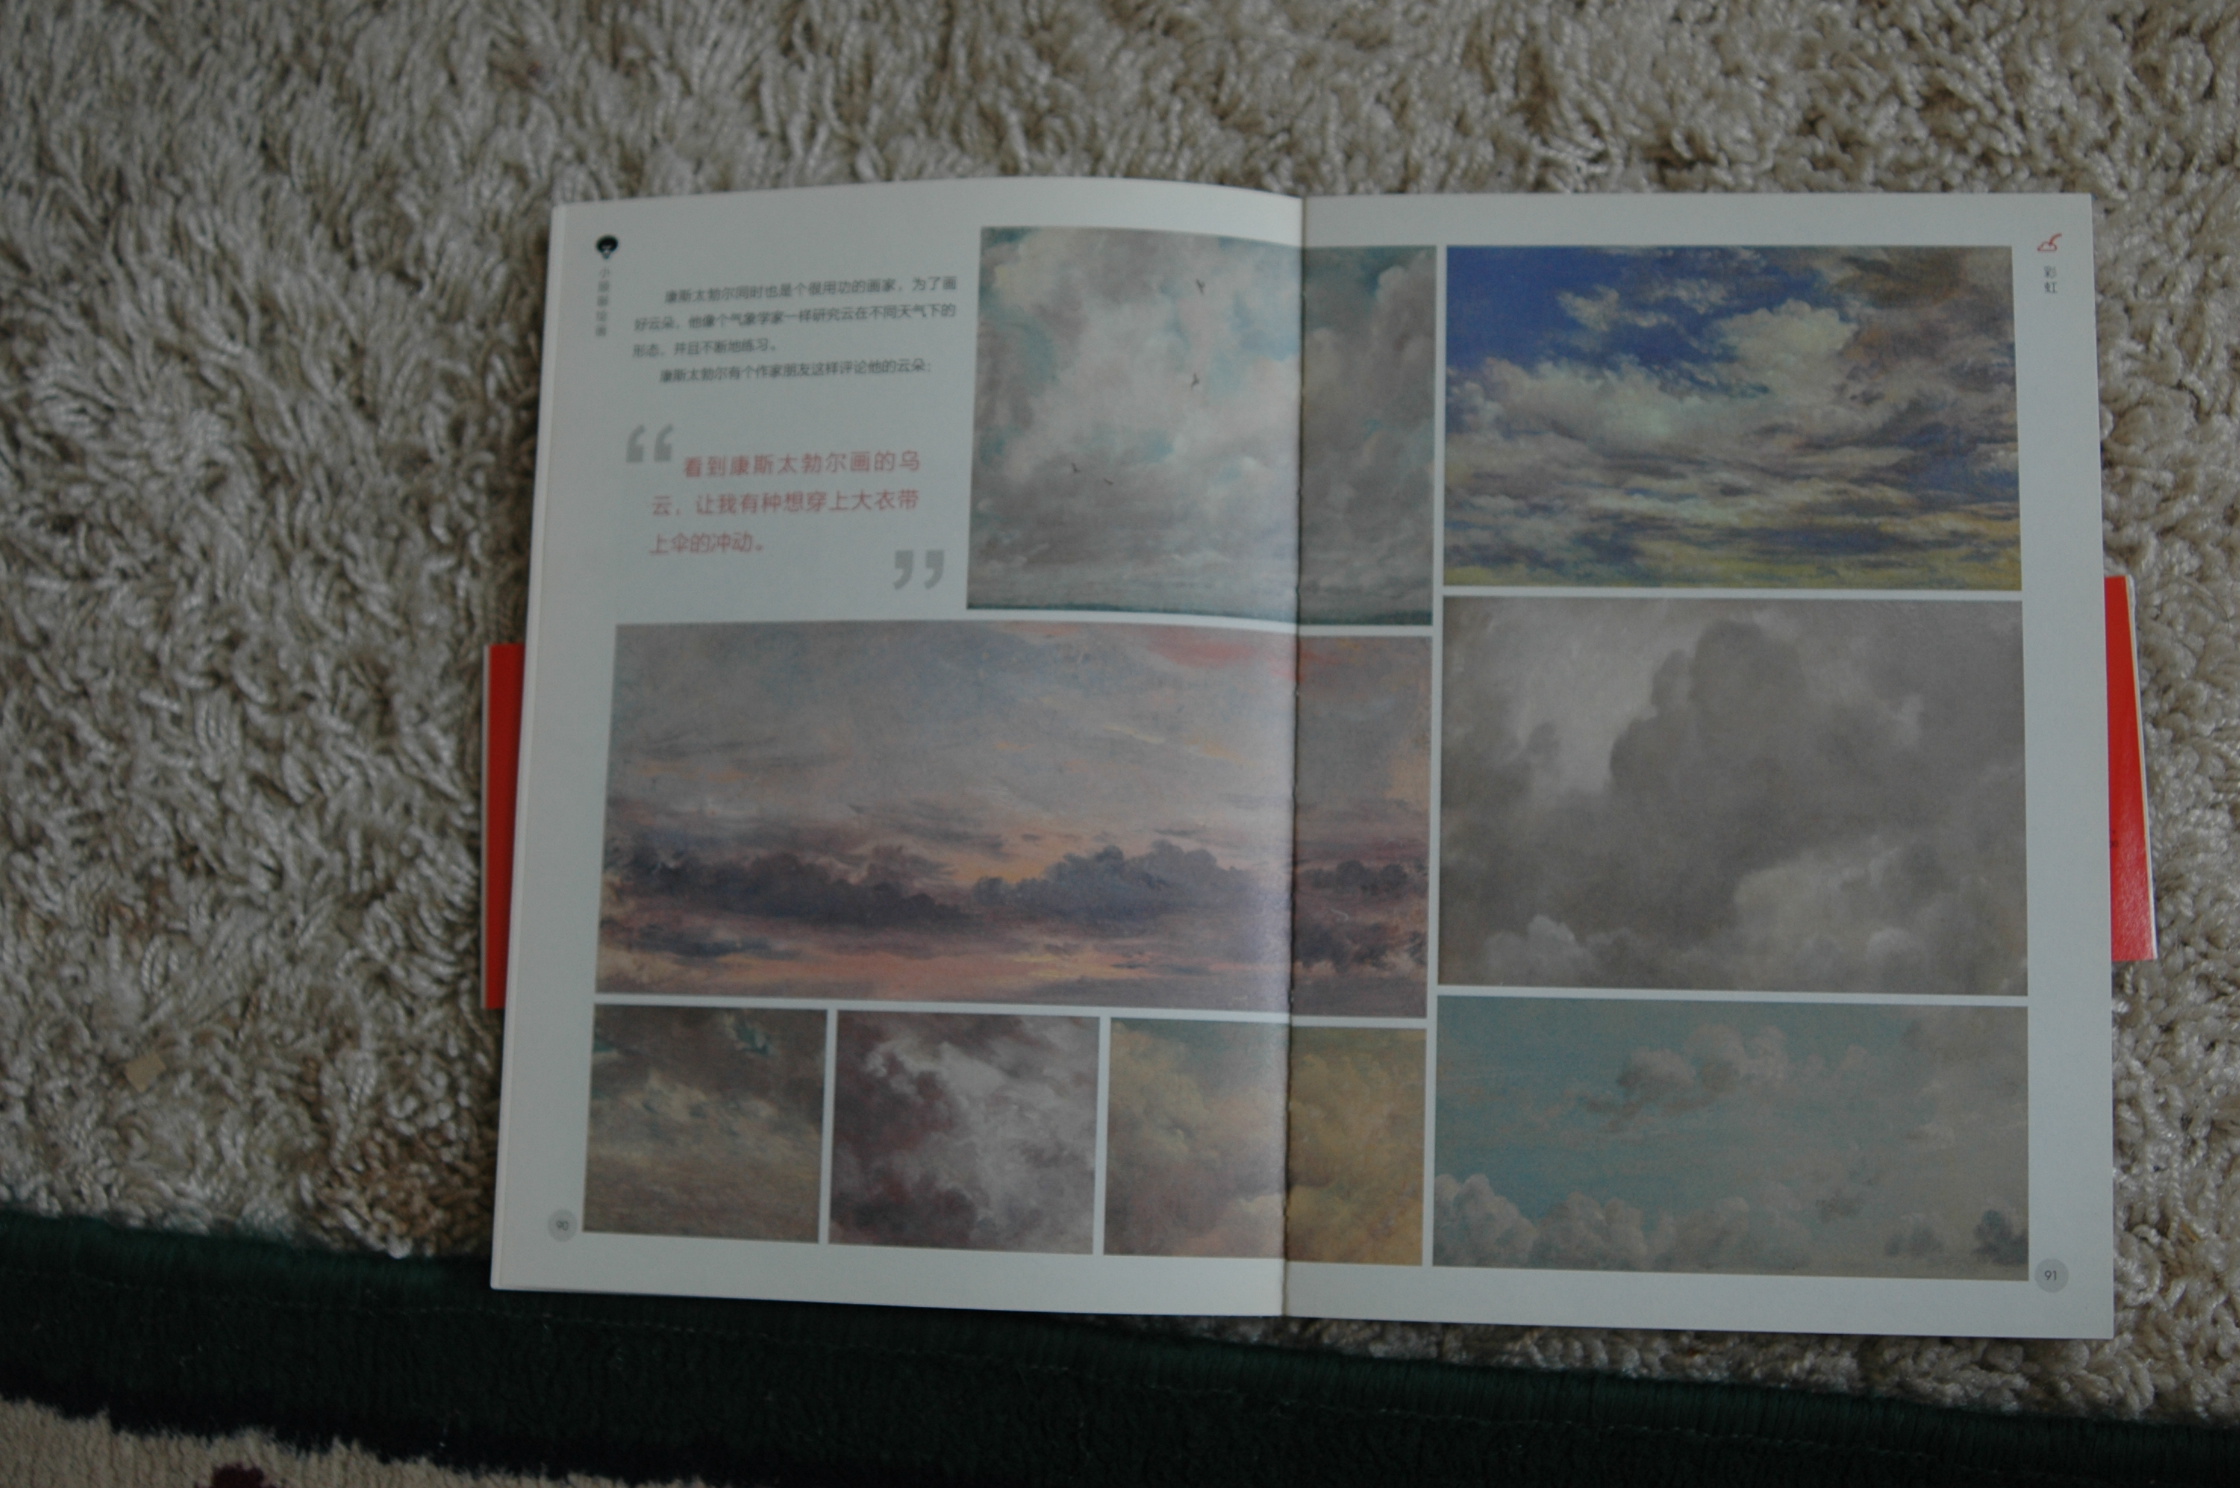 康斯太勃尔同时也是个很用功的画家，为了画
好云朵，他像个气象学家一样研究云在不同天气下的
形态，并且不断地练习。
康斯太勃尔有个作家朋友这样评论他的云朵:
“
看到康斯太勃尔画的乌
云，让我有种想穿上大衣带
上伞的冲动。
”
90
彩虹
91